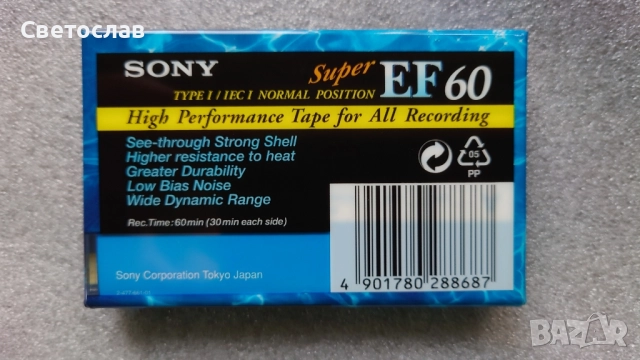 Светослав
SONY
Super EF 60
TYPE I / IEC I NORMAL POSITION
High Performance Tape for All Recording
See-through Strong Shell
Higher resistance to heat
Greater Durability
Low Bias Noise
Wide Dynamic Range
05
PP
Rec.Time:60min (30min each side)
Sony Corporation Tokyo Japan
4 901780 288687
BAZAR